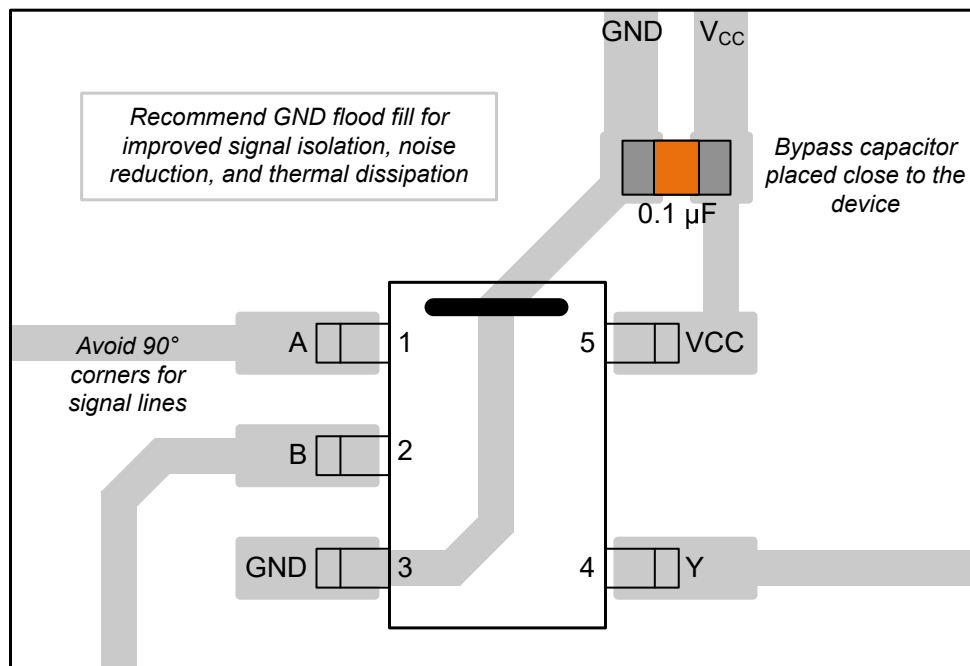 GND
VCC
Recommend GND flood fill for
improved signal isolation, noise
reduction, and thermal dissipation
Bypass capacitor
placed close to the
device
0.1 µF
A
1
5
VCC
Avoid 90°
corners for
signal lines
B
2
GND
3
4
Y